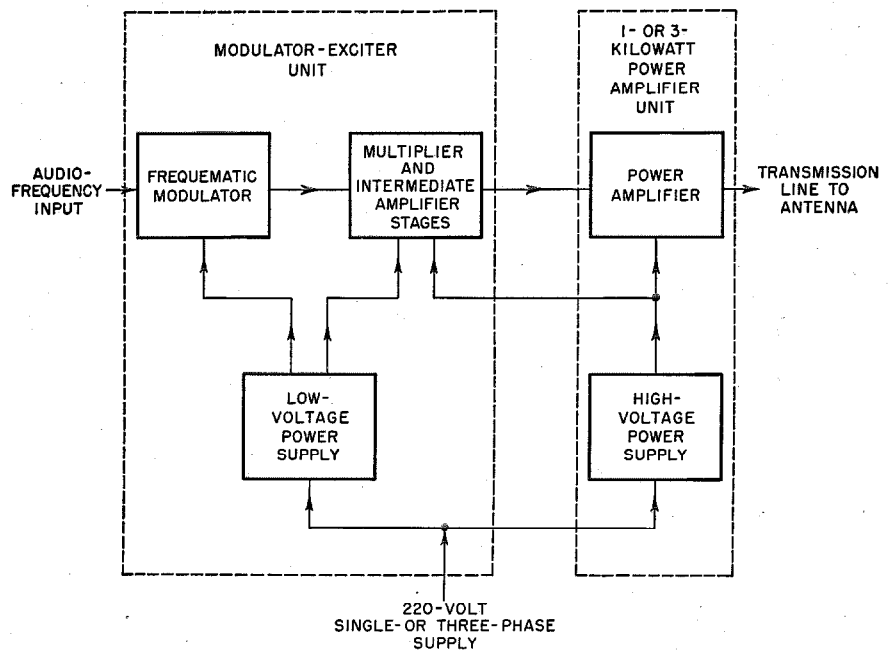 MODULATOR-EXCITER
UNIT
1- OR 3-
KILOWATT
POWER
AMPLIFIER
UNIT
AUDIO-
FREQUENCY
INPUT
FREQUEMATIC
MODULATOR
MULTIPLIER
AND
INTERMEDIATE
AMPLIFIER
STAGES
POWER
AMPLIFIER
TRANSMISSION
LINE TO
ANTENNA
LOW-
VOLTAGE
POWER
SUPPLY
HIGH-
VOLTAGE
POWER
SUPPLY
220-VOLT
SINGLE-OR THREE-PHASE
SUPPLY